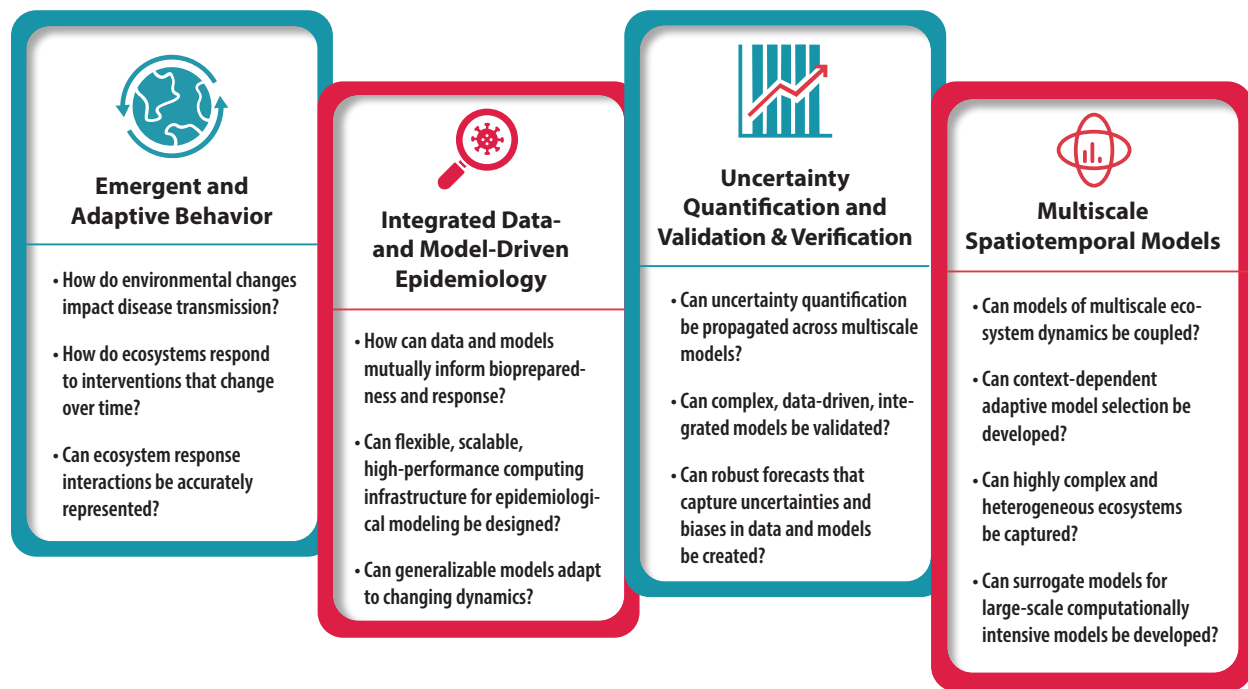 Emergent and
Adaptive Behavior
• How do environmental changes
impact disease transmission?
• How do ecosystems respond
to interventions that change
over time?
• Can ecosystem response
interactions be accurately
represented?
Integrated Data-
and Model-Driven
Epidemiology
• How can data and models
mutually inform bioprepared-
ness and response?
• Can flexible, scalable,
high-performance computing
infrastructure for epidemiologi-
cal modeling be designed?
• Can generalizable models adapt
to changing dynamics?
Uncertainty
Quantification and
Validation & Verification
• Can uncertainty quantification
be propagated across multiscale
models?
• Can complex, data-driven, inte-
grated models be validated?
• Can robust forecasts that
capture uncertainties and
biases in data and models
be created?
Multiscale
Spatiotemporal Models
• Can models of multiscale eco-
system dynamics be coupled?
• Can context-dependent
adaptive model selection be
developed?
• Can highly complex and
heterogeneous ecosystems
be captured?
• Can surrogate models for
large-scale computationally
intensive models be developed?